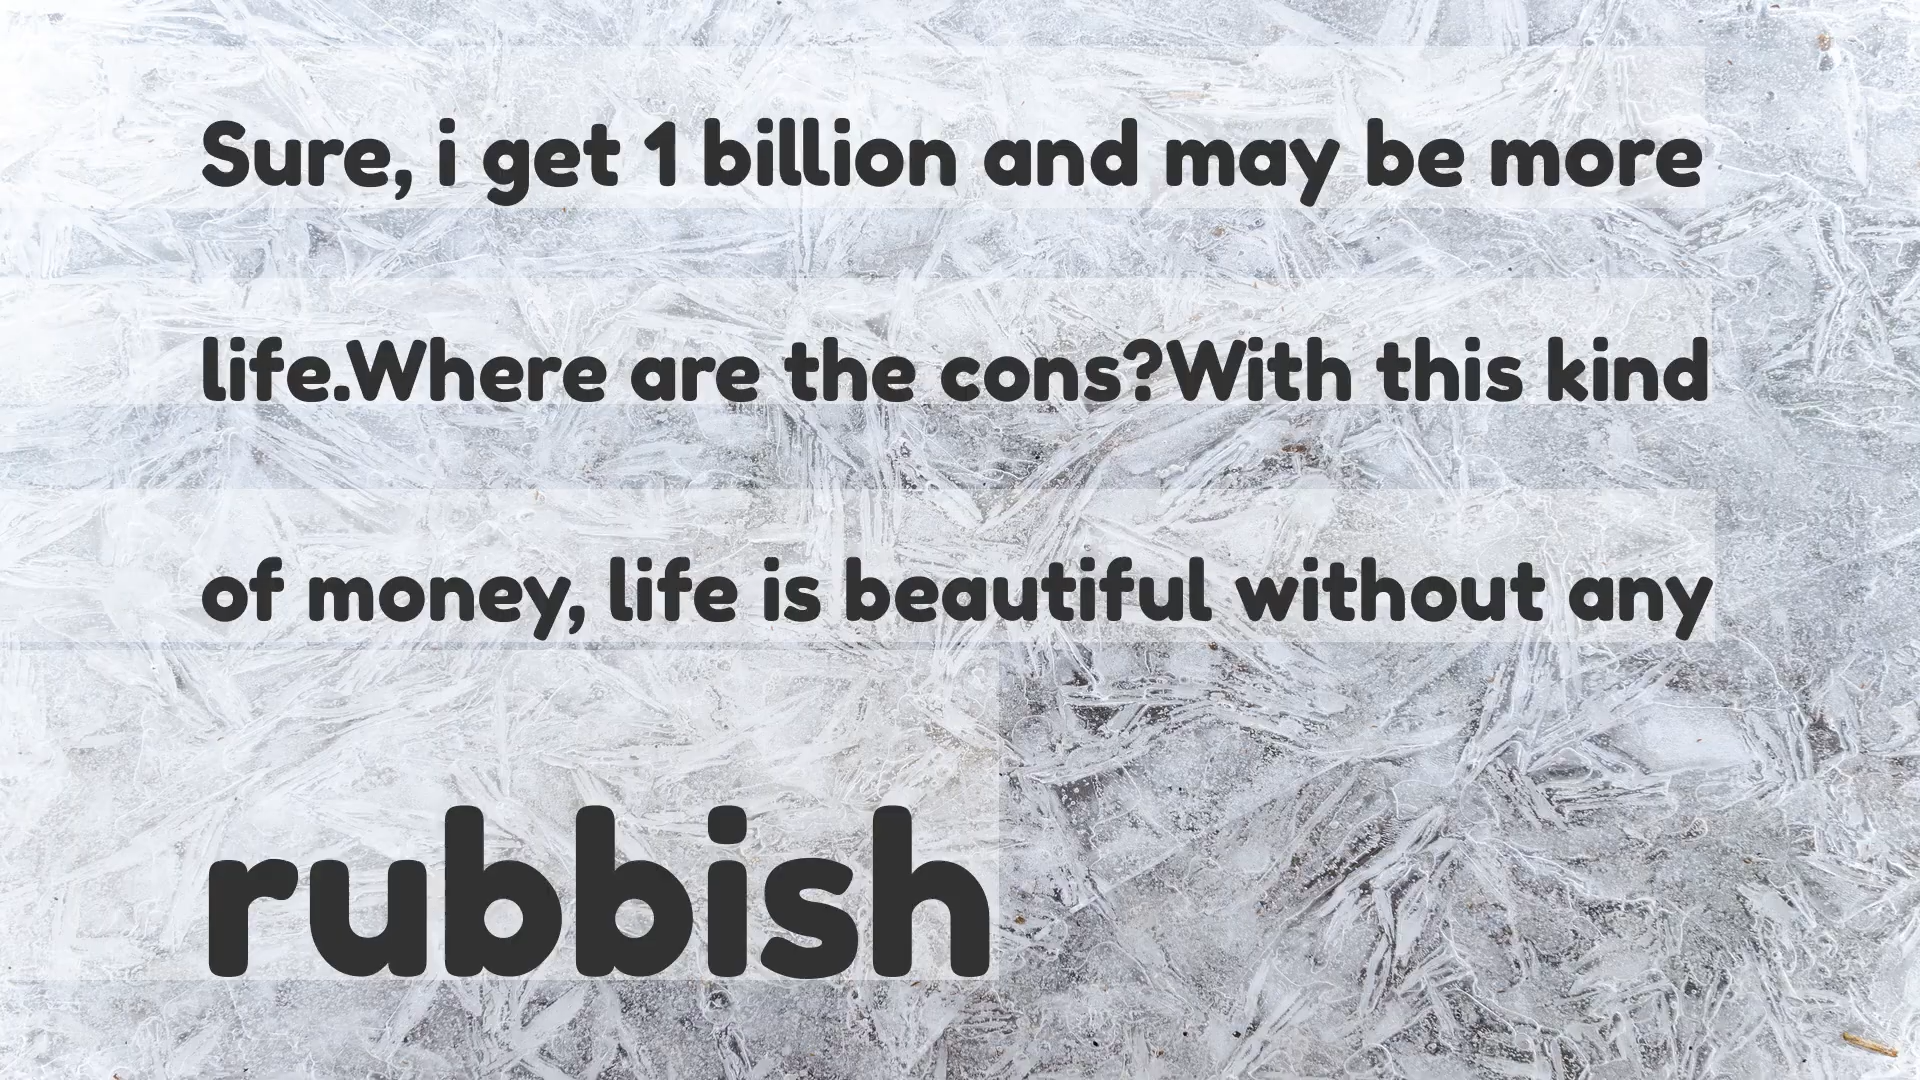 Sure, i get 1 billion and may be more
life.Where are the cons?With this kind
of money, life is beautiful without any
rubbish